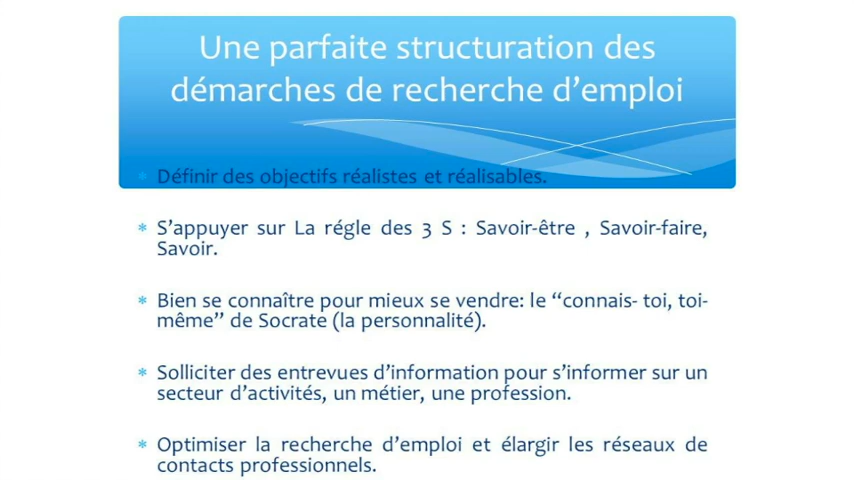 Une parfaite structuration des
démarches de recherche d’emploi
* Définir des objectifs réalistes et réalisables.
* S’appuyer sur La régle des 3 S : Savoir-être , Savoir-faire,
Savoir.
* Bien se connaître pour mieux se vendre: le “connais- toi, toi-
même” de Socrate (la personnalité).
* Solliciter des entrevues d’information pour s’informer sur un
secteur d’activités, un métier, une profession.
* Optimiser la recherche d’emploi et élargir les réseaux de
contacts professionnels.